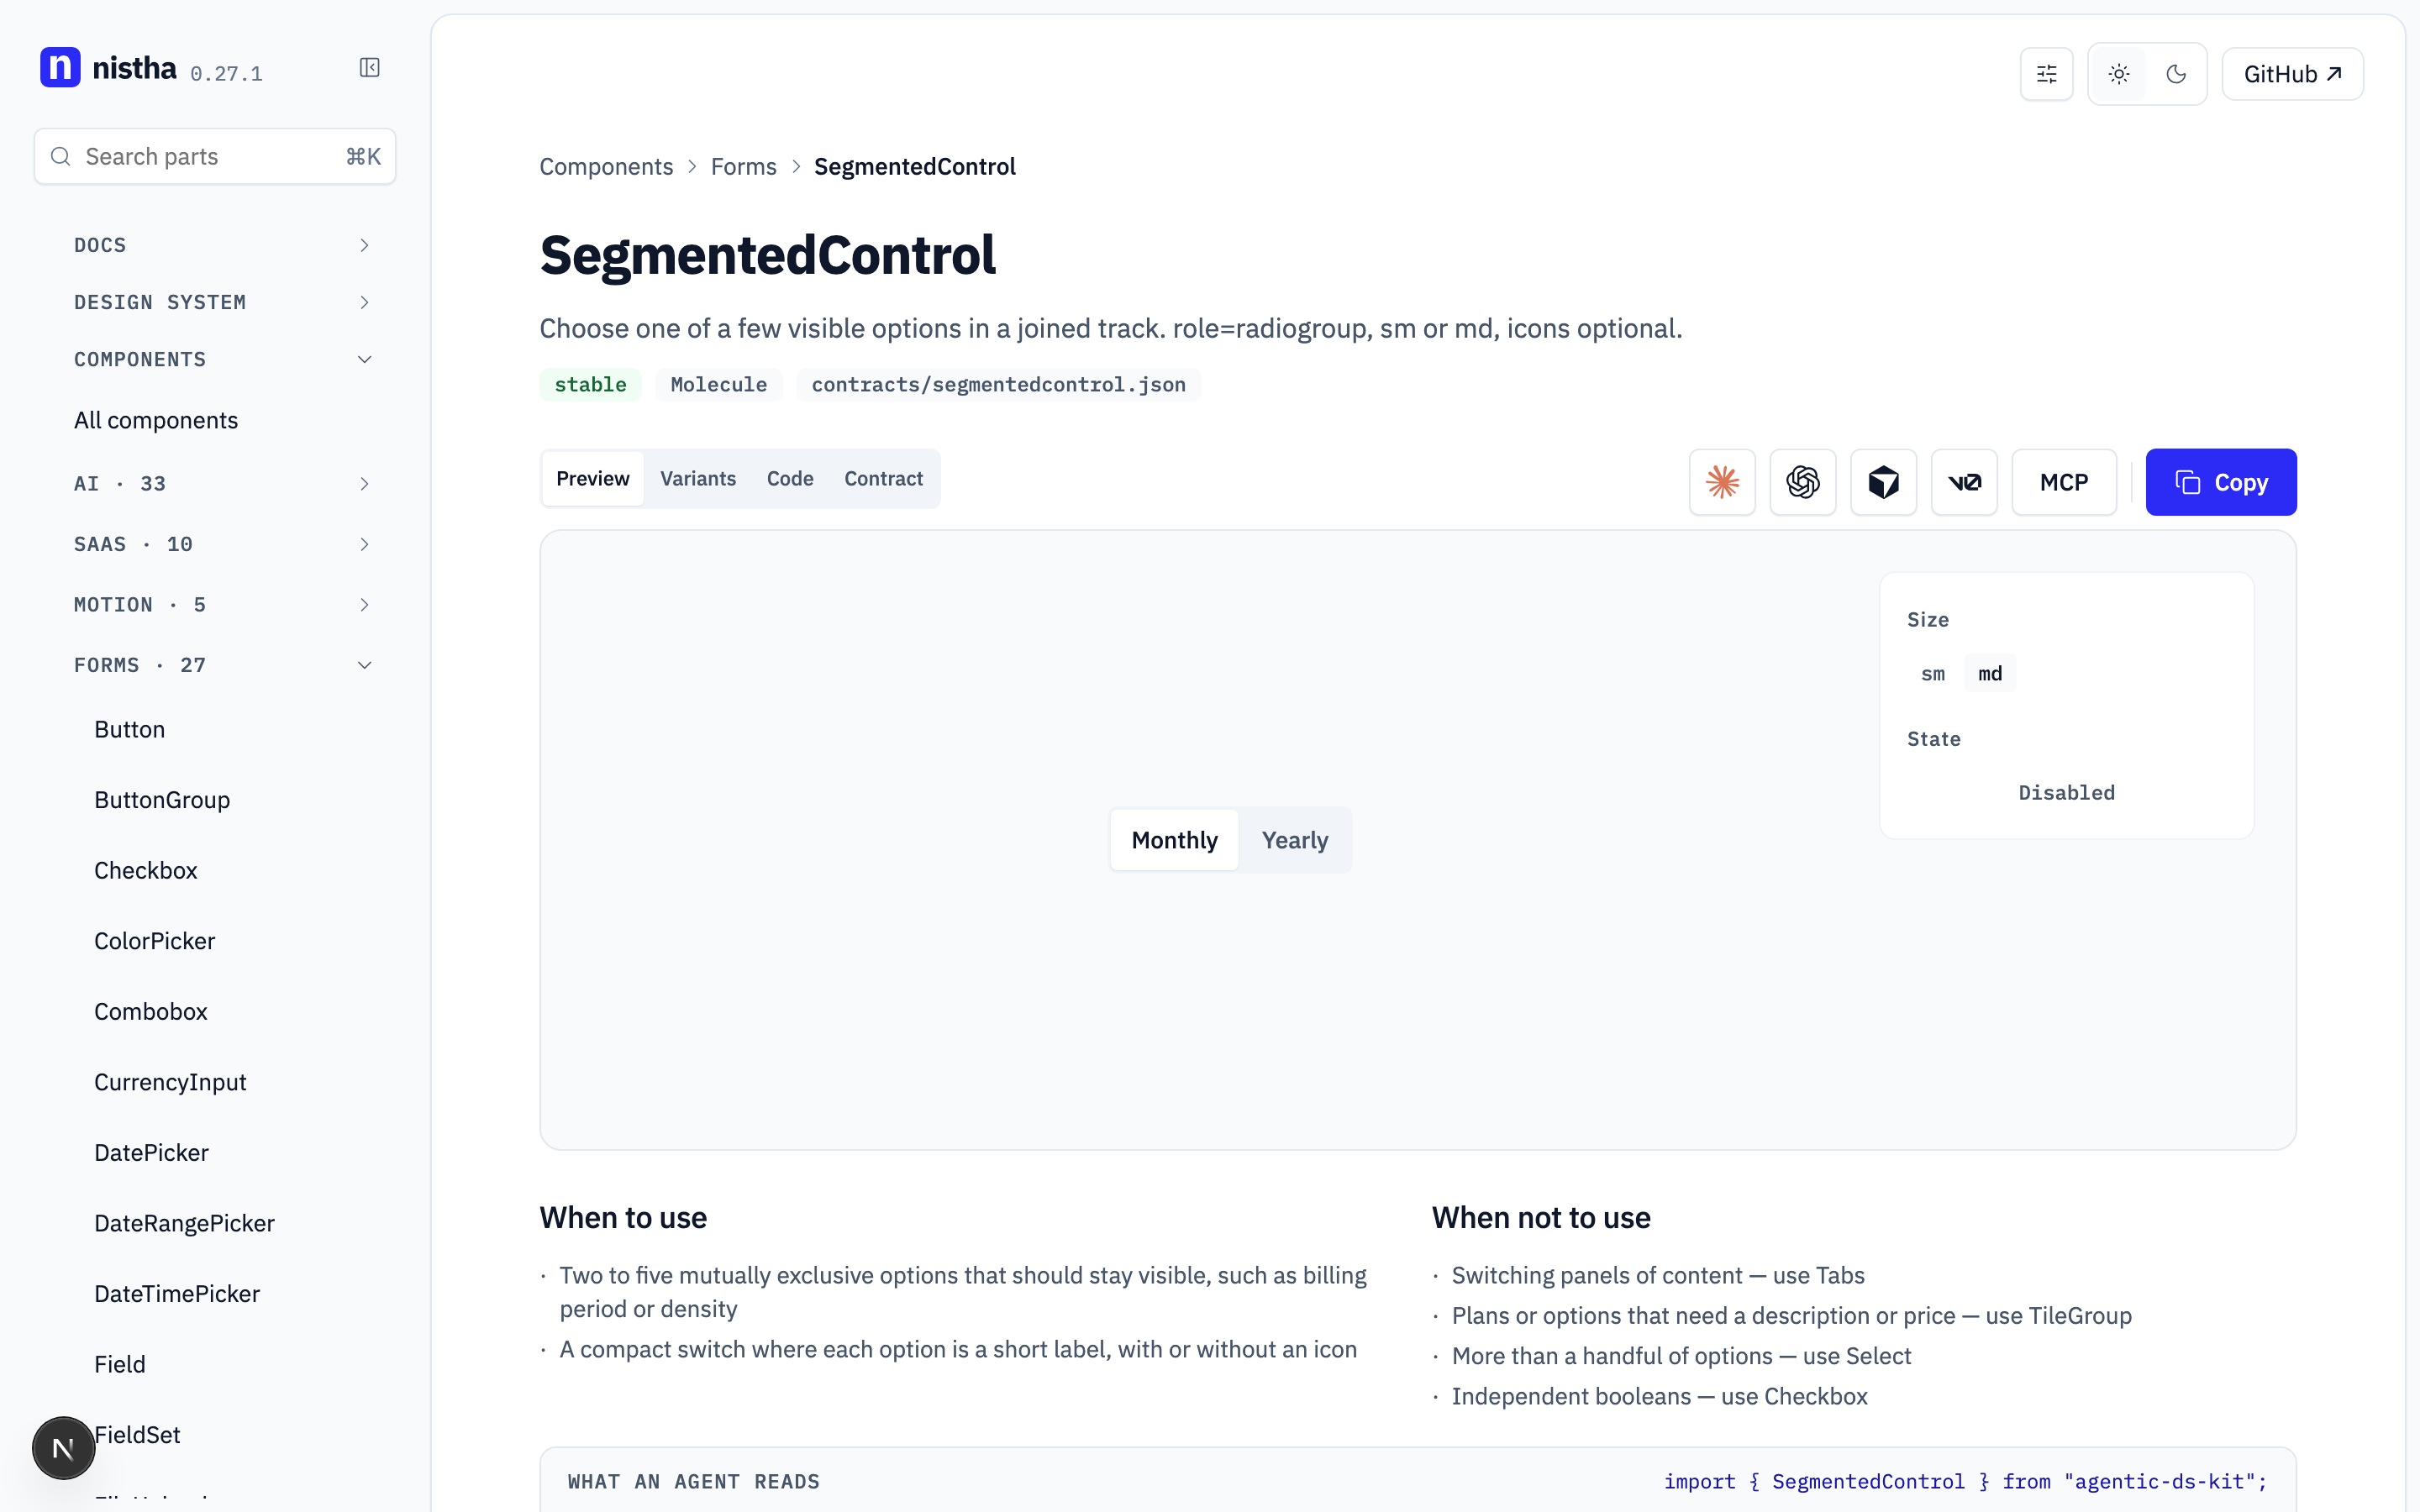 nistha 0.27.1
Search parts ⌘K
DOCS
DESIGN SYSTEM
COMPONENTS
All components
AI · 33
SAAS · 10
MOTION · 5
FORMS · 27
Button
ButtonGroup
Checkbox
ColorPicker
Combobox
CurrencyInput
DatePicker
DateRangePicker
DateTimePicker
Field
FieldSet
GitHub
Components > Forms > SegmentedControl
SegmentedControl
Choose one of a few visible options in a joined track. role=radiogroup, sm or md, icons optional.
stable Molecule contracts/segmentedcontrol.json
Preview Variants Code Contract
v0 MCP Copy
Size
sm md
State
Disabled
Monthly Yearly
When to use
· Two to five mutually exclusive options that should stay visible, such as billing
period or density
· A compact switch where each option is a short label, with or without an icon
When not to use
· Switching panels of content — use Tabs
· Plans or options that need a description or price — use TileGroup
· More than a handful of options — use Select
· Independent booleans — use Checkbox
WHAT AN AGENT READS
import { SegmentedControl } from "agentic-ds-kit";